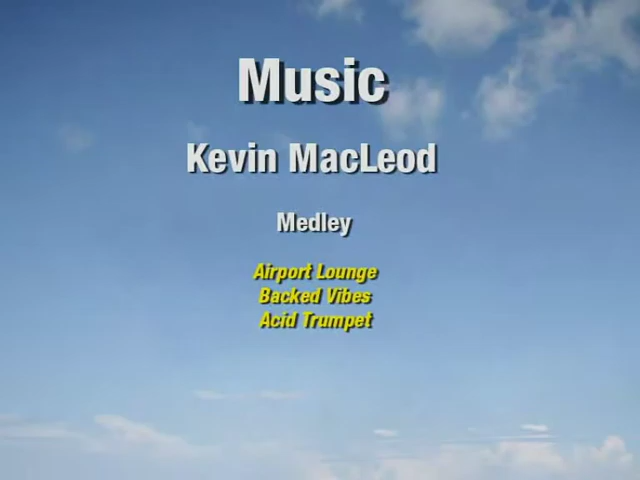 Music
Kevin MacLeod
Medley
Airport Lounge
Backed Vibes
Acid Trumpet